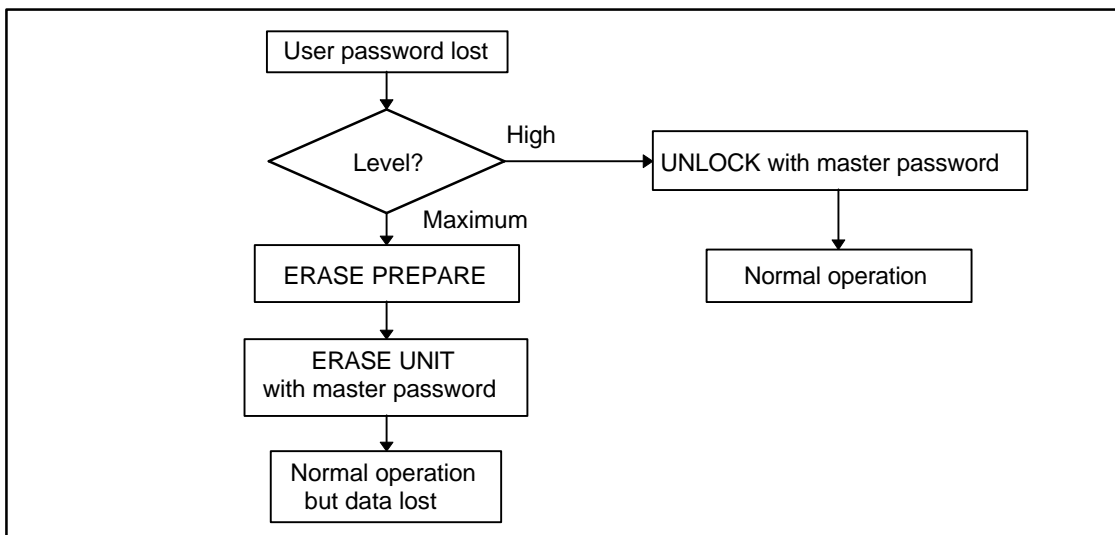 User password lost
Level?
High
UNLOCK with master password
Maximum
ERASE PREPARE
Normal operation
ERASE UNIT
with master password
Normal operation
but data lost